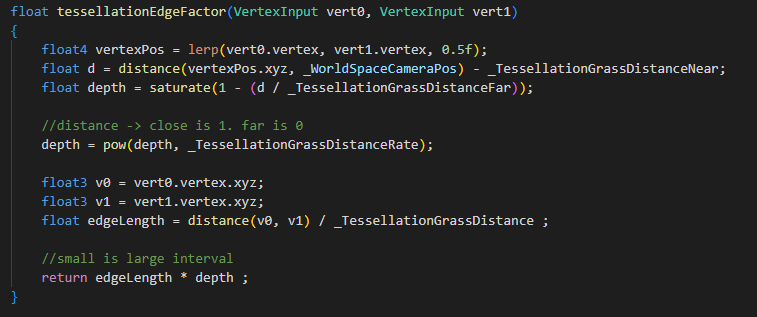 float tessellationEdgeFactor(VertexInput vert0, VertexInput vert1)
{
    float4 vertexPos = lerp(vert0.vertex, vert1.vertex, 0.5f);
    float d = distance(vertexPos.xyz, _WorldSpaceCameraPos) - _TessellationGrassDistanceNear;
    float depth = saturate(1 - (d / _TessellationGrassDistanceFar));

    //distance -> close is 1. far is 0
    depth = pow(depth, _TessellationGrassDistanceRate);

    float3 v0 = vert0.vertex.xyz;
    float3 v1 = vert1.vertex.xyz;
    float edgeLength = distance(v0, v1) / _TessellationGrassDistance ;

    //small is large interval
    return edgeLength * depth ;
}